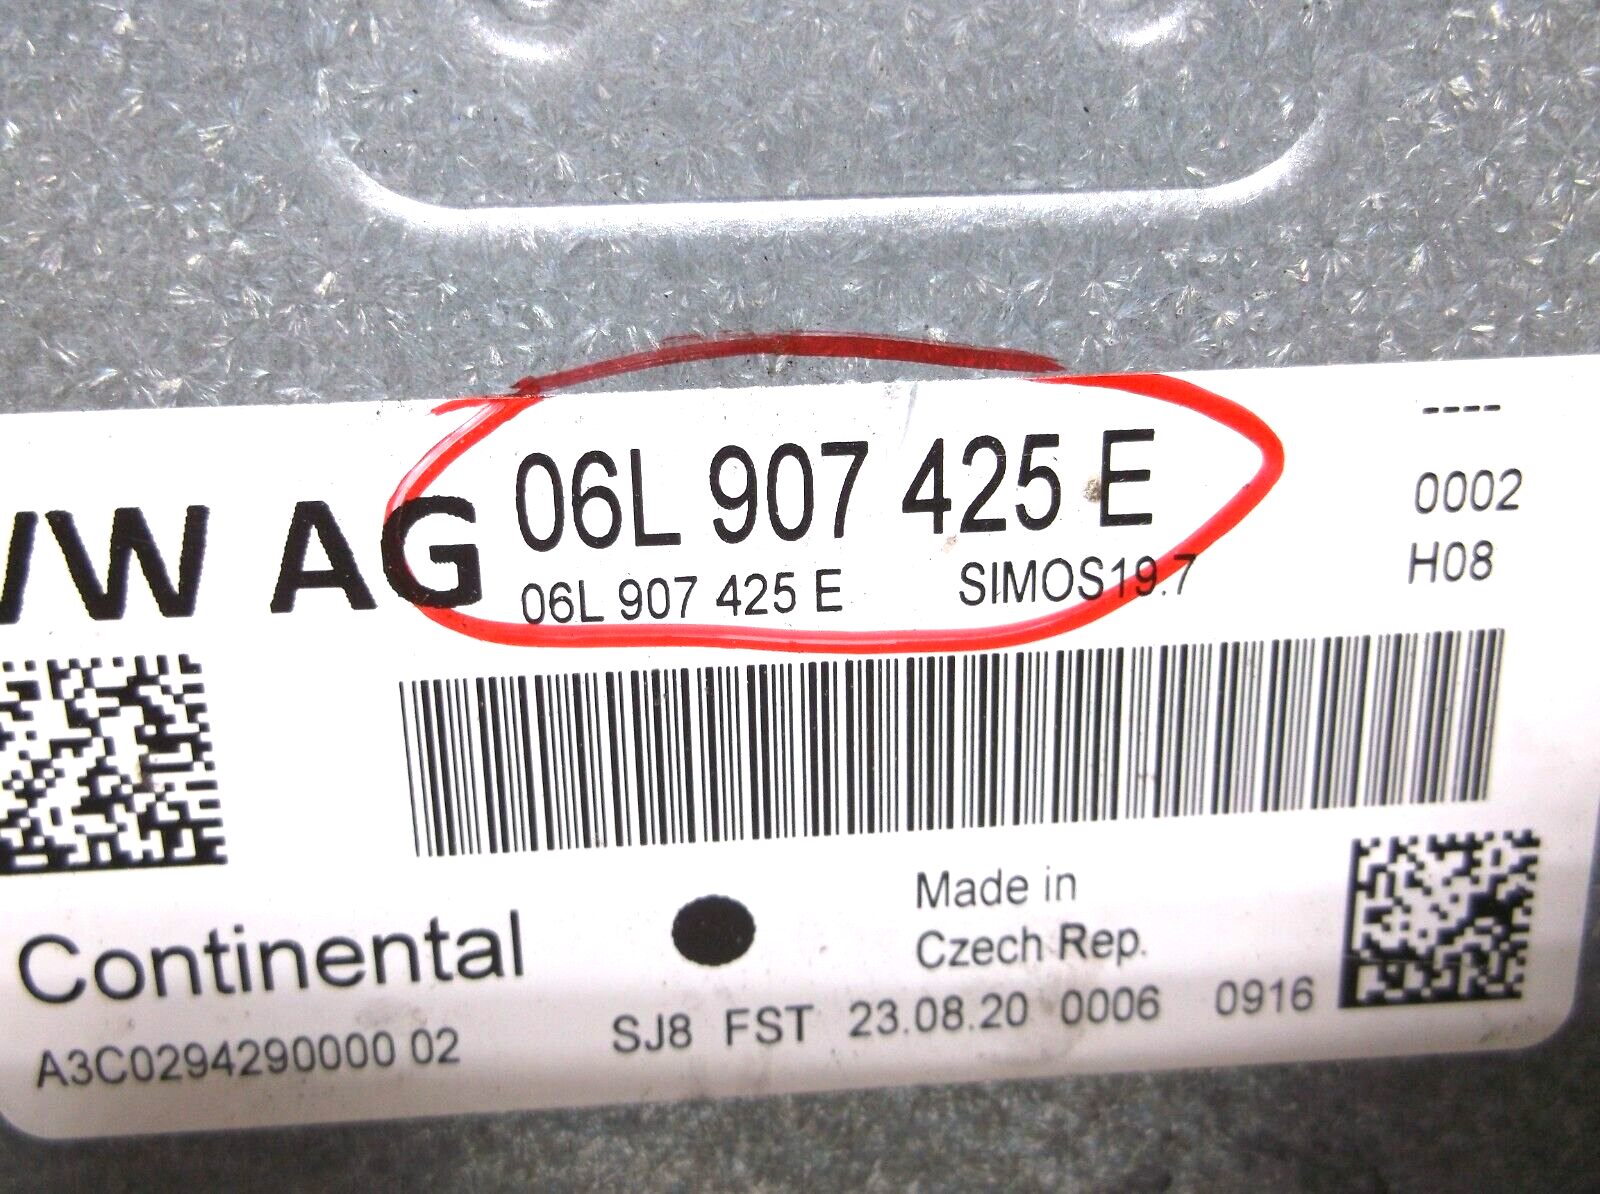 VW AG 06L 907 425 E
06L 907 425 E SIMOS19.7
----
0002
H08
Continental
A3C0294290000 02
Made in
Czech Rep.
SJ8 FST 23.08.20 0006 0916